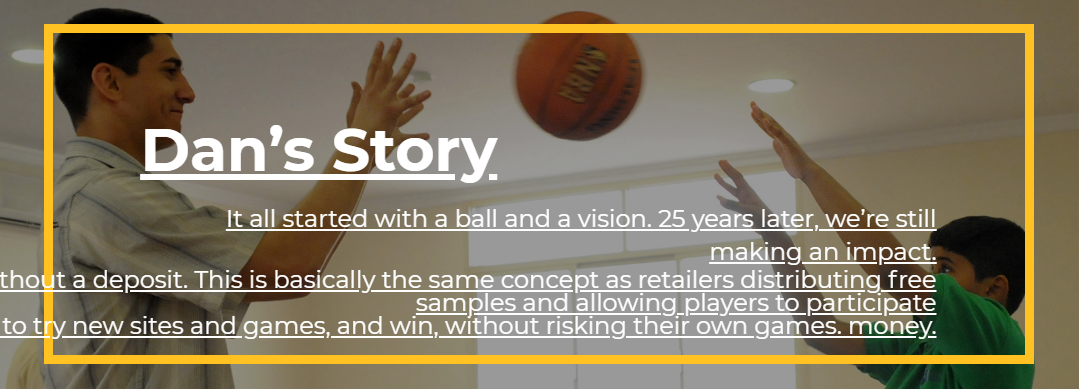 Dan’s Story
It all started with a ball and a vision. 25 years later, we’re still
making an impact.
thout a deposit. This is basically the same concept as retailers distributing free
samples and allowing players to participate
to try new sites and games, and win, without risking their own games. money.